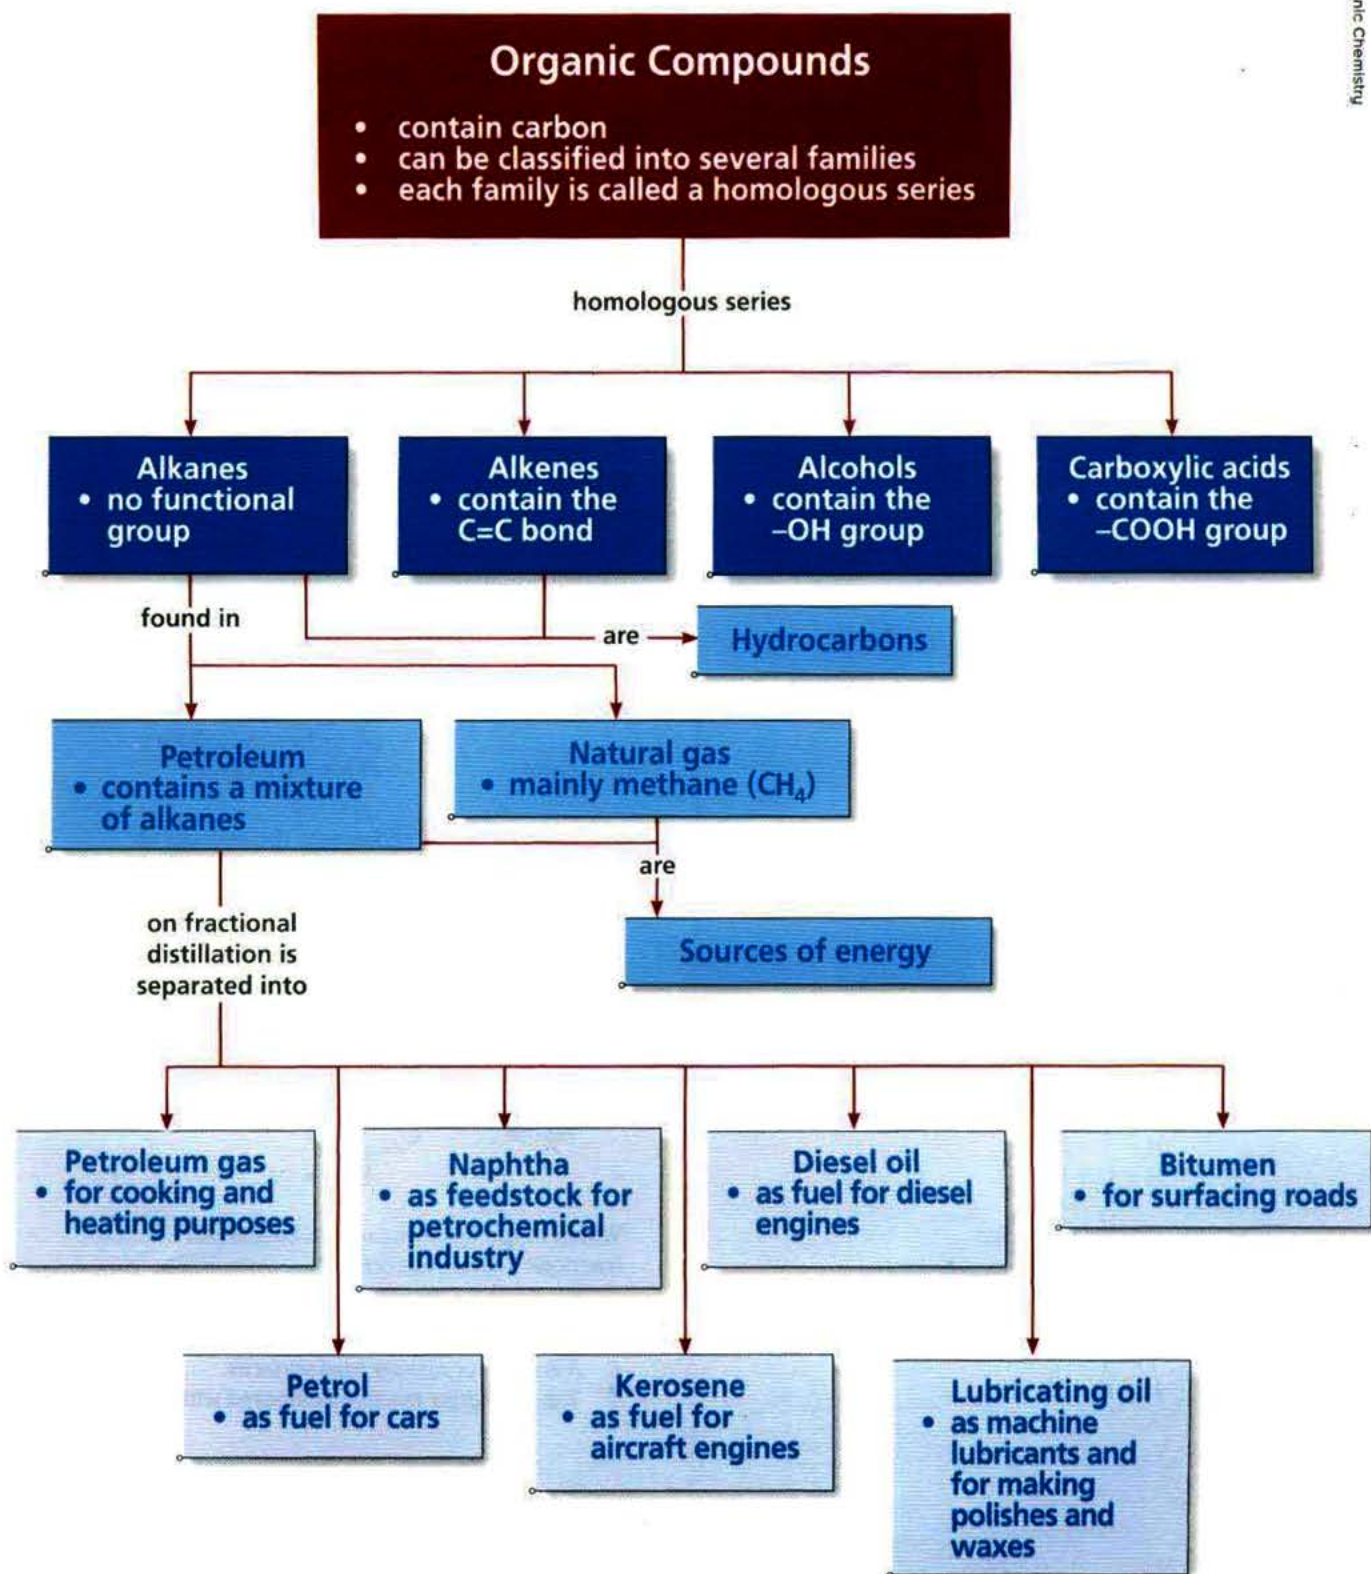 nic Chemistry
Organic Compounds
• contain carbon
• can be classified into several families
• each family is called a homologous series
homologous series
Alkanes
• no functional
group
Alkenes
• contain the
C=C bond
Alcohols
• contain the
–OH group
Carboxylic acids
• contain the
–COOH group
found in
are
Hydrocarbons
Petroleum
• contains a mixture
of alkanes
Natural gas
• mainly methane (CH₄)
are
on fractional
distillation is
separated into
Sources of energy
Petroleum gas
• for cooking and
heating purposes
Naphtha
• as feedstock for
petrochemical
industry
Diesel oil
• as fuel for diesel
engines
Bitumen
• for surfacing roads
Petrol
• as fuel for cars
Kerosene
• as fuel for
aircraft engines
Lubricating oil
• as machine
lubricants and
for making
polishes and
waxes